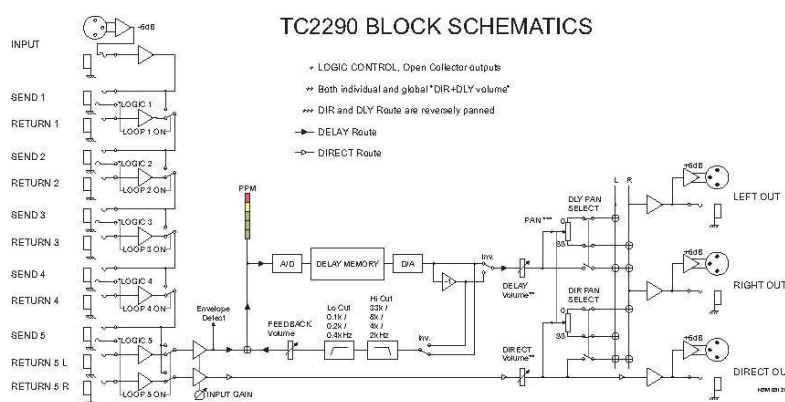 TC2290 BLOCK SCHEMATICS
-6dB
INPUT
* LOGIC CONTROL, Open Collector outputs
** Both individual and global "DIR+DLY volume"
*** DIR and DLY Route are reversely panned
DELAY Route
DIRECT Route
SEND 1
*LOGIC 1
RETURN 1
LOOP 1 ON
SEND 2
*LOGIC 2
RETURN 2
LOOP 2 ON
SEND 3
*LOGIC 3
RETURN 3
LOOP 3 ON
SEND 4
*LOGIC 4
RETURN 4
LOOP 4 ON
SEND 5
*LOGIC 5
RETURN 5 L
RETURN 5 R
LOOP 5 ON
INPUT GAIN
Envelope
Detect
PPM
A/D
DELAY MEMORY
D/A
-1
Inv.
FEEDBACK
Volume
Lo Cut
0.1k /
0.2k /
0.4kHz
Hi Cut
33k /
8k /
4k /
2kHz
Inv.
DELAY
Volume**
DIRECT
Volume**
PAN***
DLY PAN
SELECT
0
33
DIR PAN
SELECT
0
33
L R
+6dB
LEFT OUT
+6dB
RIGHT OUT
+6dB
DIRECT OU